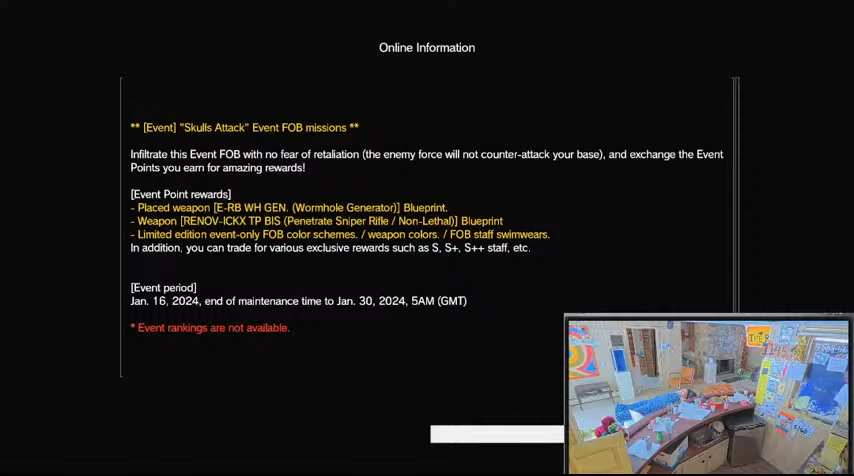 Online Information
** [Event] "Skulls Attack" Event FOB missions **
Infiltrate this Event FOB with no fear of retaliation (the enemy force will not counter-attack your base), and exchange the Event
Points you earn for amazing rewards!
[Event Point rewards]
- Placed weapon [E-RB WH GEN. (Wormhole Generator)] Blueprint.
- Weapon [RENOV-ICKX TP BIS (Penetrate Sniper Rifle / Non-Lethal)] Blueprint
- Limited edition event-only FOB color schemes. / weapon colors. / FOB staff swimwears.
In addition, you can trade for various exclusive rewards such as S, S+, S++ staff, etc.
[Event period]
Jan. 16, 2024, end of maintenance time to Jan. 30, 2024, 5AM (GMT)
* Event rankings are not available.